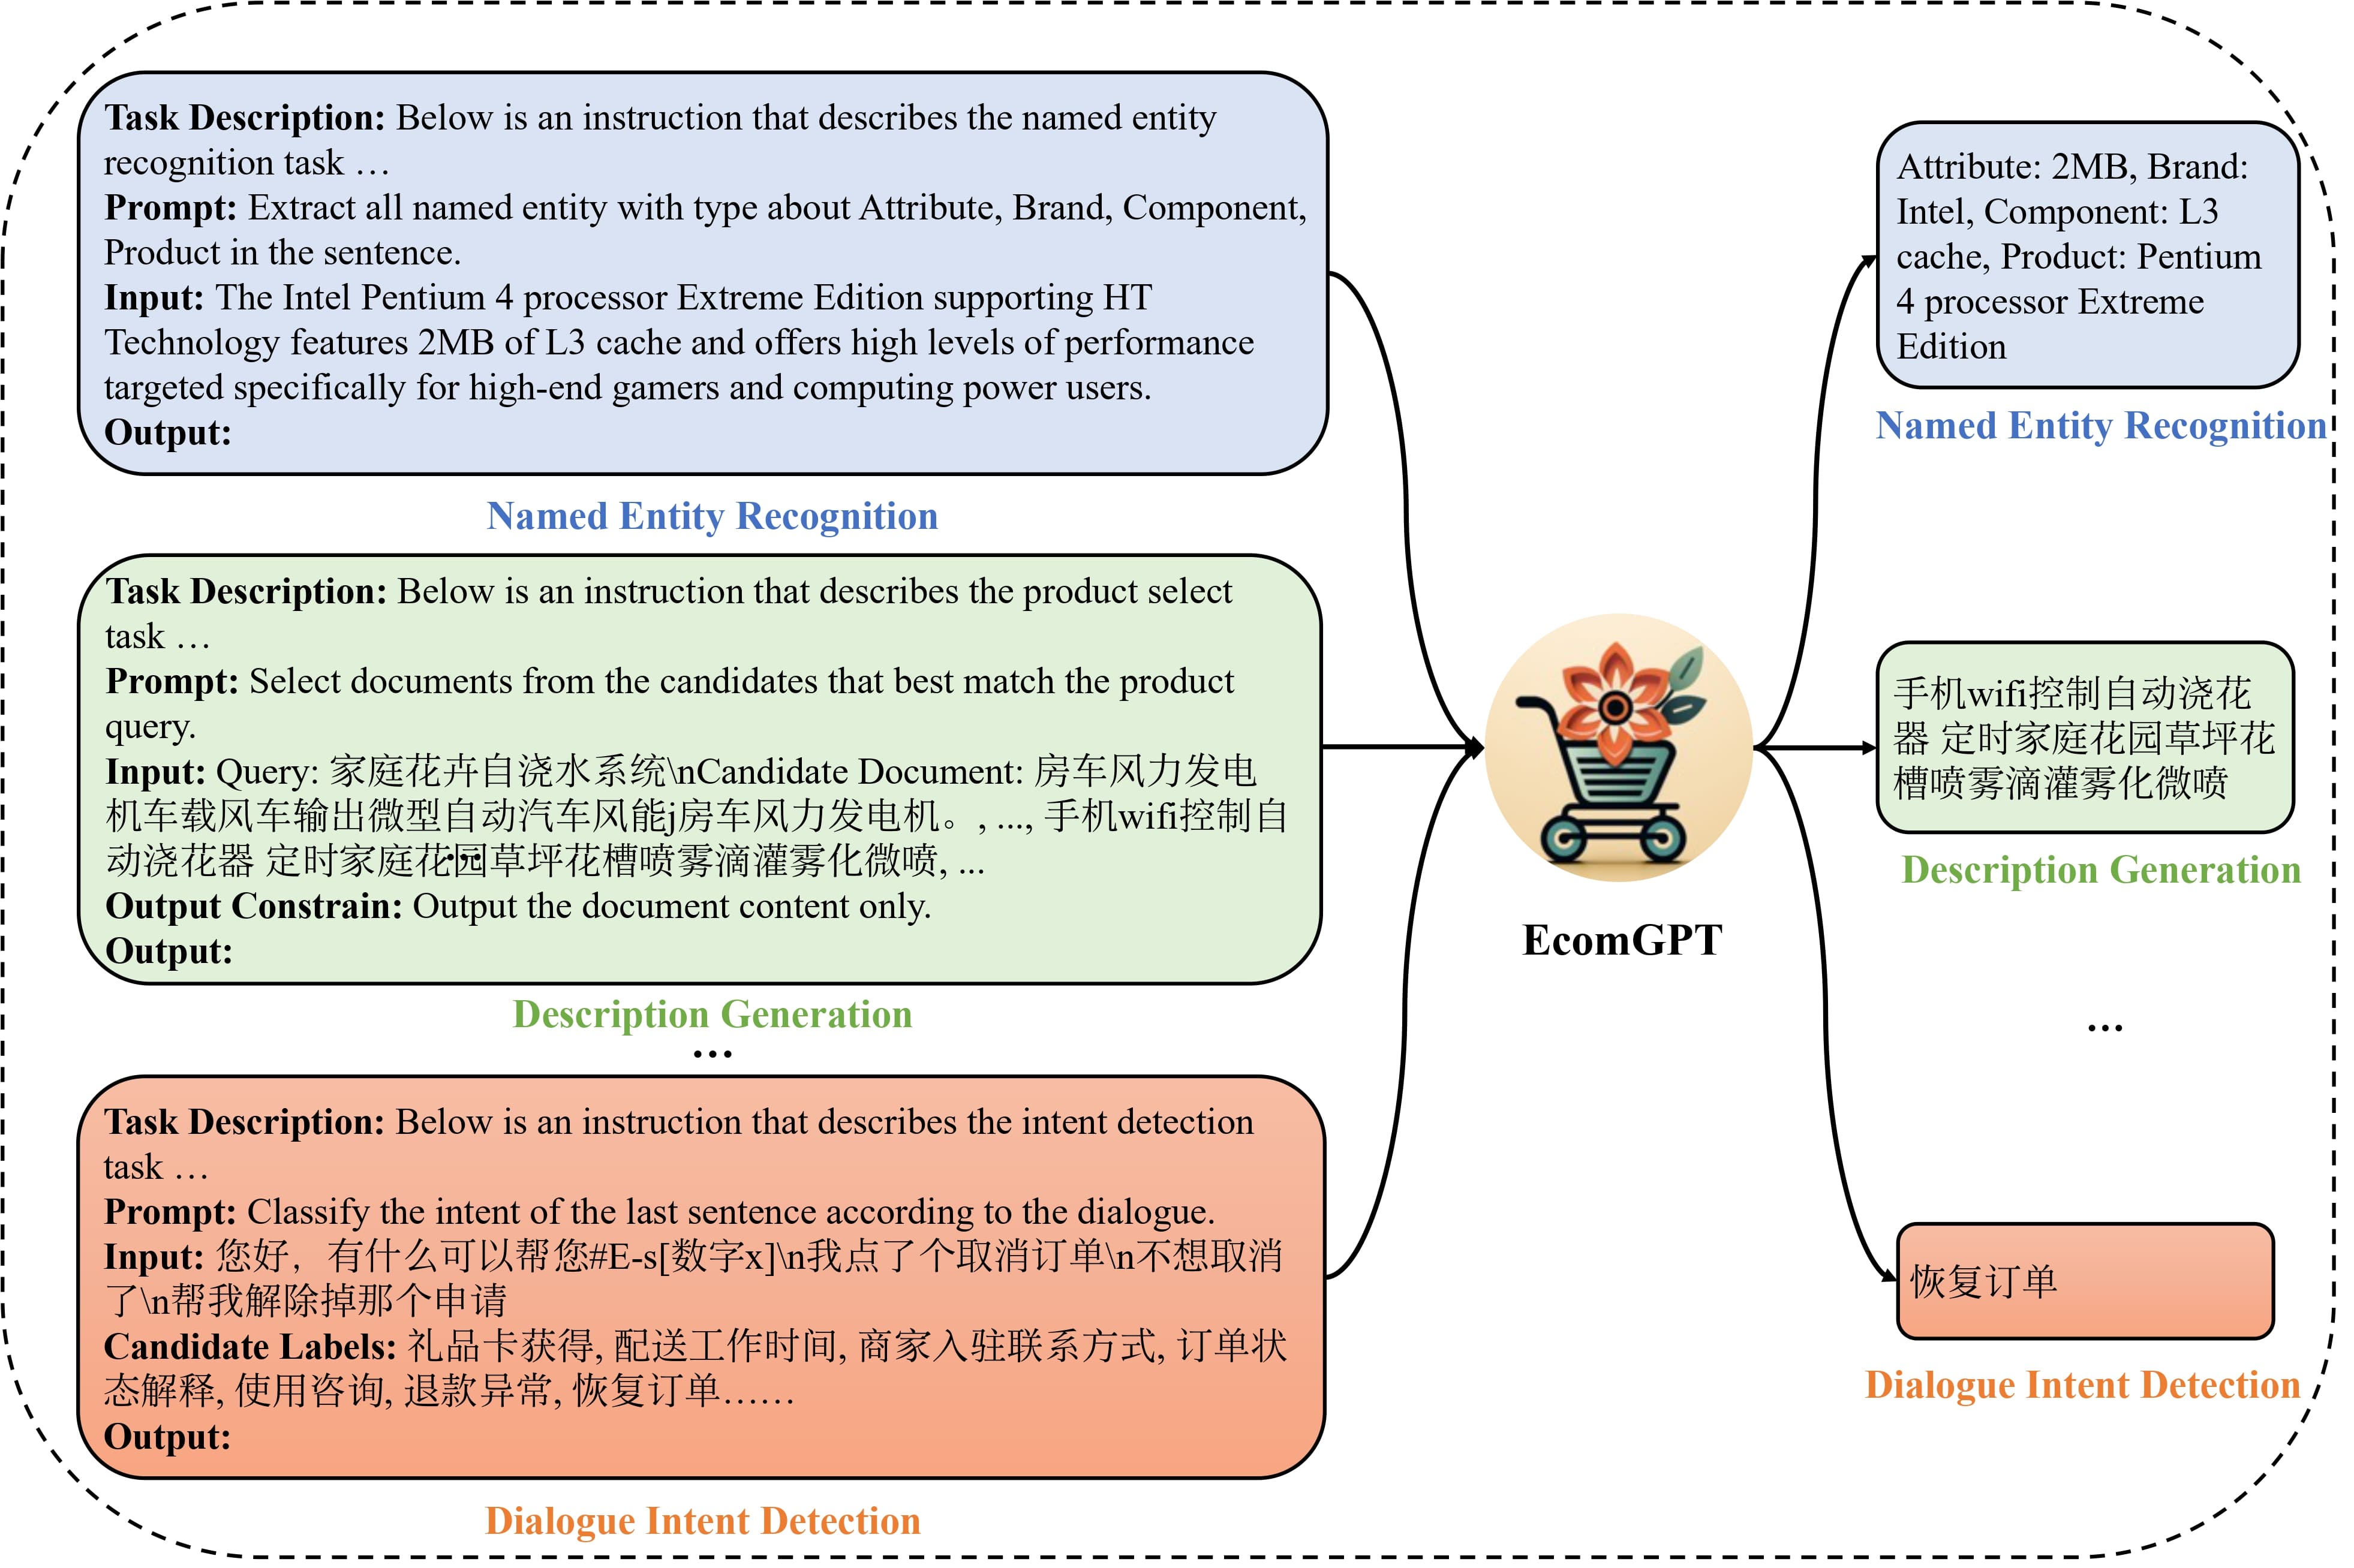 Task Description: Below is an instruction that describes the named entity
recognition task …
Prompt: Extract all named entity with type about Attribute, Brand, Component,
Product in the sentence.
Input: The Intel Pentium 4 processor Extreme Edition supporting HT
Technology features 2MB of L3 cache and offers high levels of performance
targeted specifically for high-end gamers and computing power users.
Output:
Named Entity Recognition
Task Description: Below is an instruction that describes the product select
task …
Prompt: Select documents from the candidates that best match the product
query.
Input: Query: 家庭花卉自浇水系统\nCandidate Document: 房车风力发电
机车载风车输出微型自动汽车风能j房车风力发电机。, ..., 手机wifi控制自
动浇花器 定时家庭花园草坪花槽喷雾滴灌雾化微喷, ...
...
Output Constrain: Output the document content only.
Output:
Description Generation
...
Task Description: Below is an instruction that describes the intent detection
task …
Prompt: Classify the intent of the last sentence according to the dialogue.
Input: 您好，有什么可以帮您#E-s[数字x]\n我点了个取消订单\n不想取消
了\n帮我解除掉那个申请
Candidate Labels: 礼品卡获得, 配送工作时间, 商家入驻联系方式, 订单状
态解释, 使用咨询, 退款异常, 恢复订单……
Output:
Dialogue Intent Detection
EcomGPT
Attribute: 2MB, Brand:
Intel, Component: L3
cache, Product: Pentium
4 processor Extreme
Edition
Named Entity Recognition
手机wifi控制自动浇花
器 定时家庭花园草坪花
槽喷雾滴灌雾化微喷
Description Generation
...
恢复订单
Dialogue Intent Detection